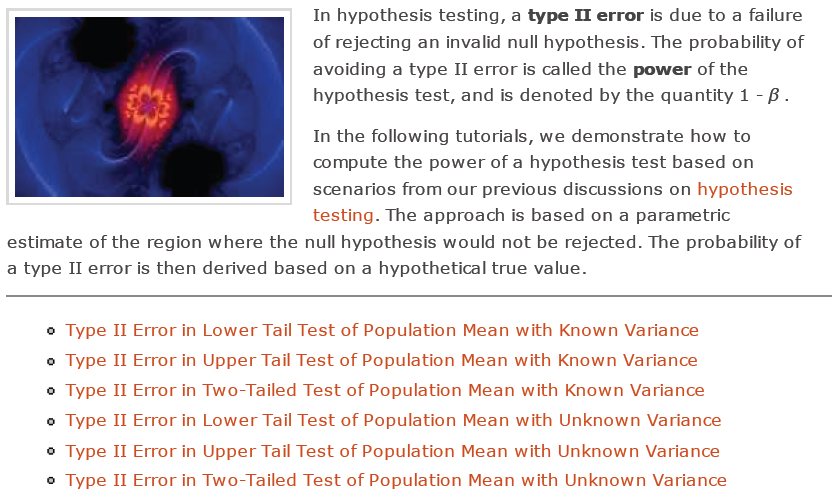 In hypothesis testing, a type II error is due to a failure
of rejecting an invalid null hypothesis. The probability of
avoiding a type II error is called the power of the
hypothesis test, and is denoted by the quantity 1 - β .
In the following tutorials, we demonstrate how to
compute the power of a hypothesis test based on
scenarios from our previous discussions on hypothesis
testing. The approach is based on a parametric
estimate of the region where the null hypothesis would not be rejected. The probability of
a type II error is then derived based on a hypothetical true value.
Type II Error in Lower Tail Test of Population Mean with Known Variance
Type II Error in Upper Tail Test of Population Mean with Known Variance
Type II Error in Two-Tailed Test of Population Mean with Known Variance
Type II Error in Lower Tail Test of Population Mean with Unknown Variance
Type II Error in Upper Tail Test of Population Mean with Unknown Variance
Type II Error in Two-Tailed Test of Population Mean with Unknown Variance